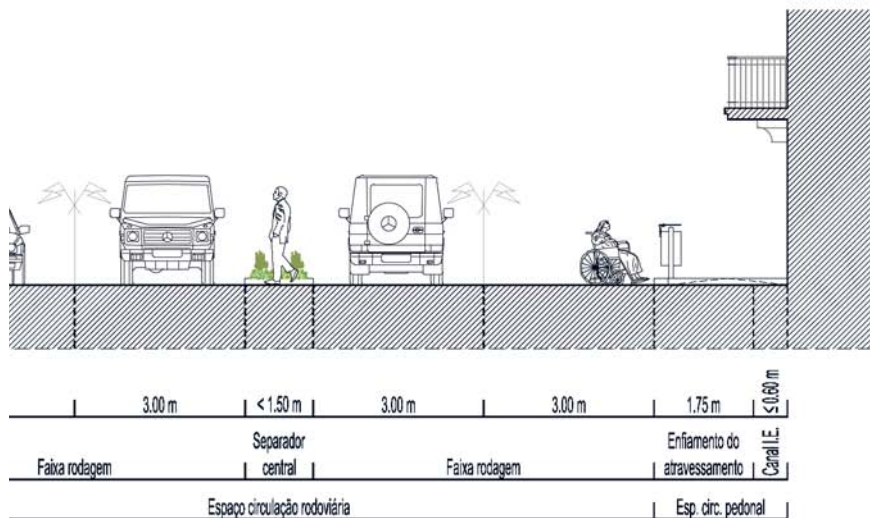 3.00 m
< 1.50 m
3.00 m
3.00 m
1.75 m
≤ 0.60 m
Faixa rodagem
Separador
central
Faixa rodagem
Enfiamento do
atravessamento
Canal I.E.
Espaço circulação rodoviária
Esp. circ. pedonal